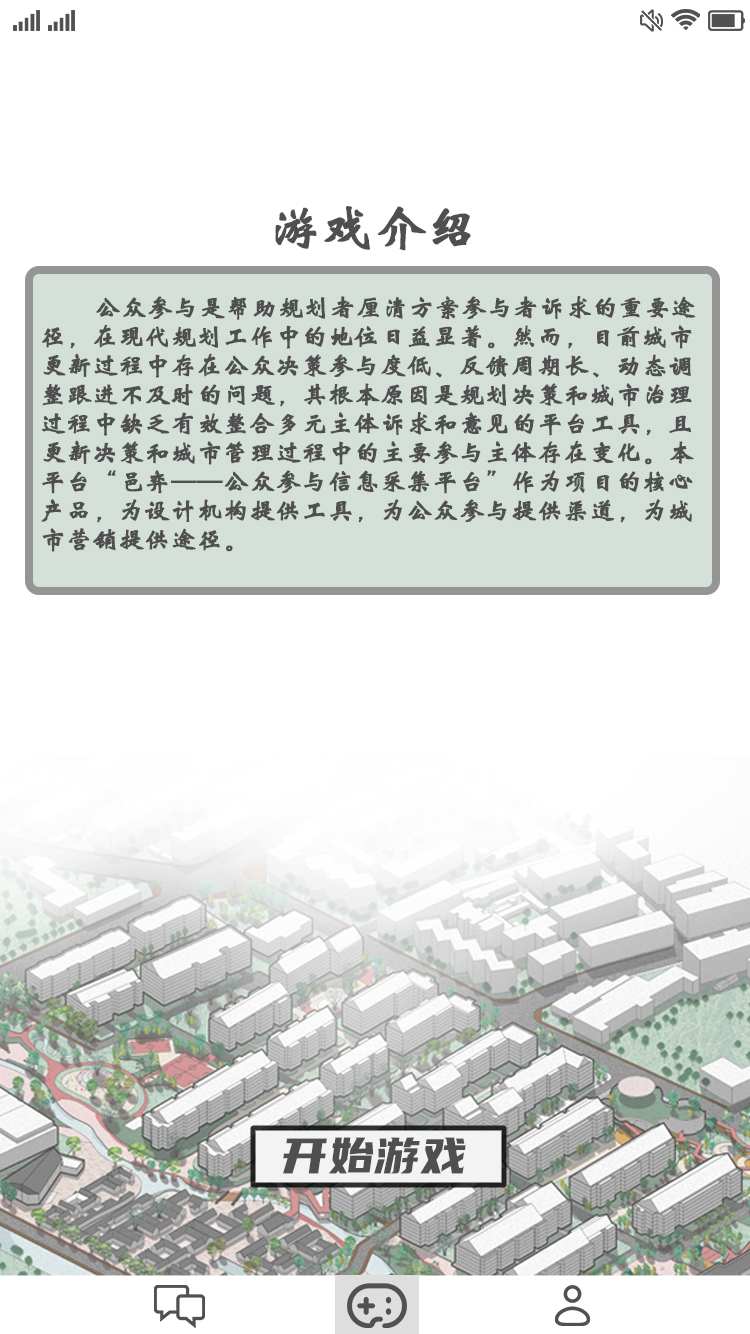 游戏介绍
公众参与是帮助规划者厘清方案参与者诉求的重要途
径，在现代规划工作中的地位日益显著。然而，目前城市
更新过程中存在公众决策参与度低、反馈周期长、动态调
整跟进不及时的问题，其根本原因是规划决策和城市治理
过程中缺乏有效整合多元主体诉求和意见的平台工具，且
更新决策和城市管理过程中的主要参与主体存在变化。本
平台“邑弈——公众参与信息采集平台”作为项目的核心
产品，为设计机构提供工具，为公众参与提供渠道，为城
市营销提供途径。
开始游戏